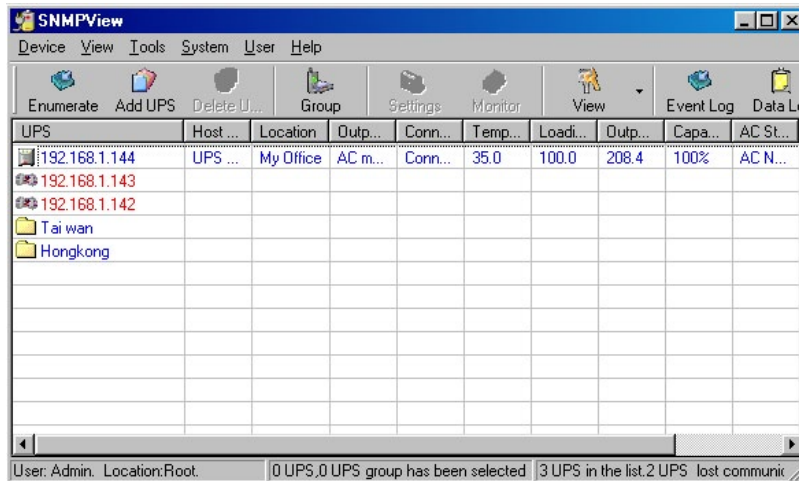 SNMPView
Device View Tools System User Help
Enumerate Add UPS Delete U... Group Settings Monitor View Event Log Data L
UPS Host ... Location Outp... Conn... Temp... Loadi... Outp... Capa... AC St...
192.168.1.144 UPS ... My Office AC m... Conn... 35.0 100.0 208.4 100% AC N...
192.168.1.143
192.168.1.142
Tai wan
Hongkong
User: Admin. Location:Root. 0 UPS,0 UPS group has been selected 3 UPS in the list.2 UPS lost communic